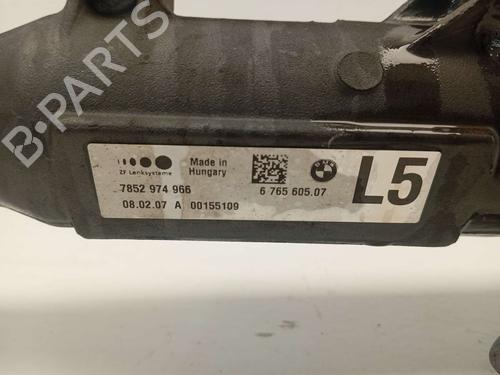 B-PARTS
ZF Lenksysteme
Made in
Hungary
7852 974 966
6 765 605.07
L5
08.02.07 A 00155109